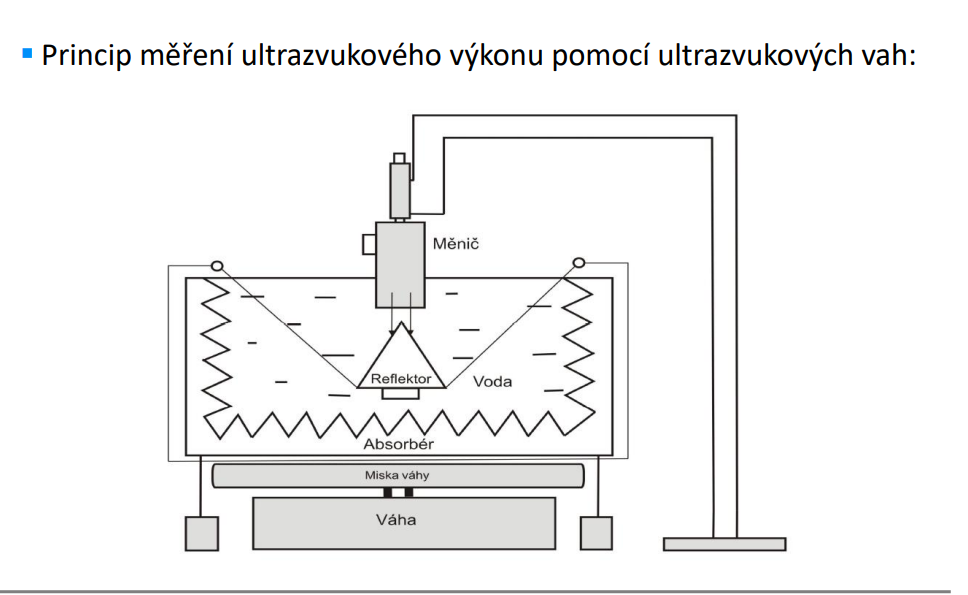 Princip měření ultrazvukového výkonu pomocí ultrazvukových vah:
Měnič
Reflektor
Voda
Absorbér
Miska váhy
Váha